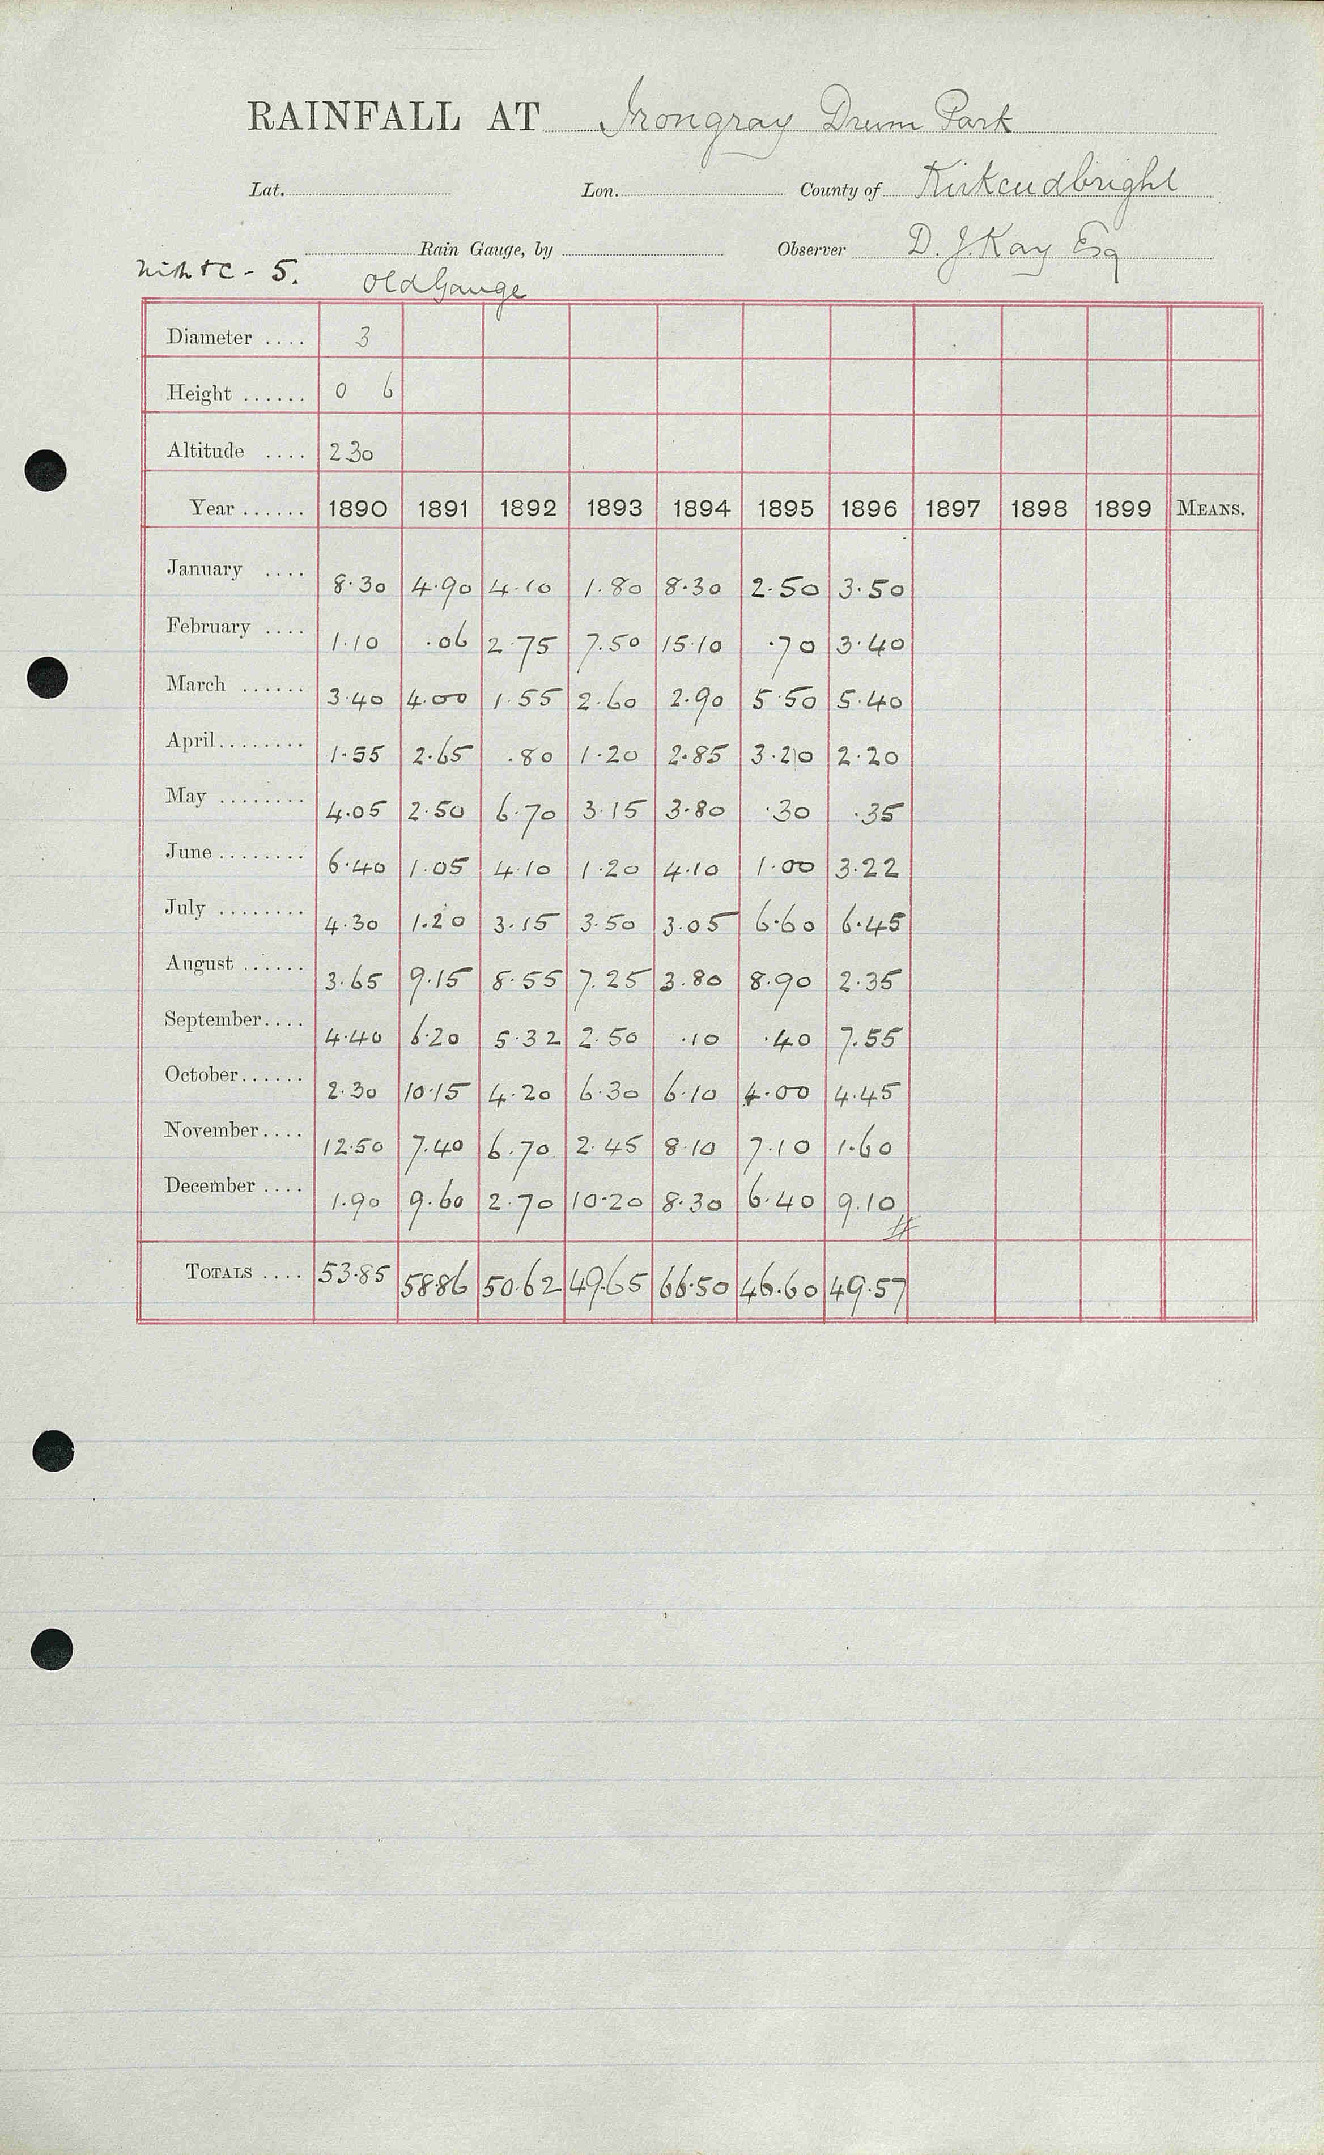 RAINFALL AT Irongray Drum Park
Lat. Lon. County of Kirkcudbright
Rain Gauge, by Observer D. J. Kay Esq
- 5. Old Gauge
Diameter .... 3
Height ...... 0 6
Altitude .... 230
Year ...... 1890 1891 1892 1893 1894 1895 1896 1897 1898 1899 MEANS.
January .... 8.30 4.90 4.10 1.80 8.30 2.50 3.50
February .... 1.10 .06 2.75 7.50 15.10 .70 3.40
March ...... 3.40 4.00 1.55 2.60 2.90 5.50 5.40
April........ 1.55 2.65 .80 1.20 2.85 3.20 2.20
May ........ 4.05 2.50 6.70 3.15 3.80 .30 .35
June ........ 6.40 1.05 4.10 1.20 4.10 1.00 3.22
July ........ 4.30 1.20 3.15 3.50 3.05 6.60 6.45
August ...... 3.65 9.15 8.55 7.25 3.80 8.90 2.35
September.... 4.40 6.20 5.32 2.50 .10 .40 7.55
October...... 2.30 10.15 4.20 6.30 6.10 4.00 4.45
November.... 12.50 7.40 6.70 2.45 8.10 7.10 1.60
December .... 1.90 9.60 2.70 10.20 8.30 6.40 9.10
TOTALS .... 53.85 58.86 50.62 49.65 66.50 46.60 49.57